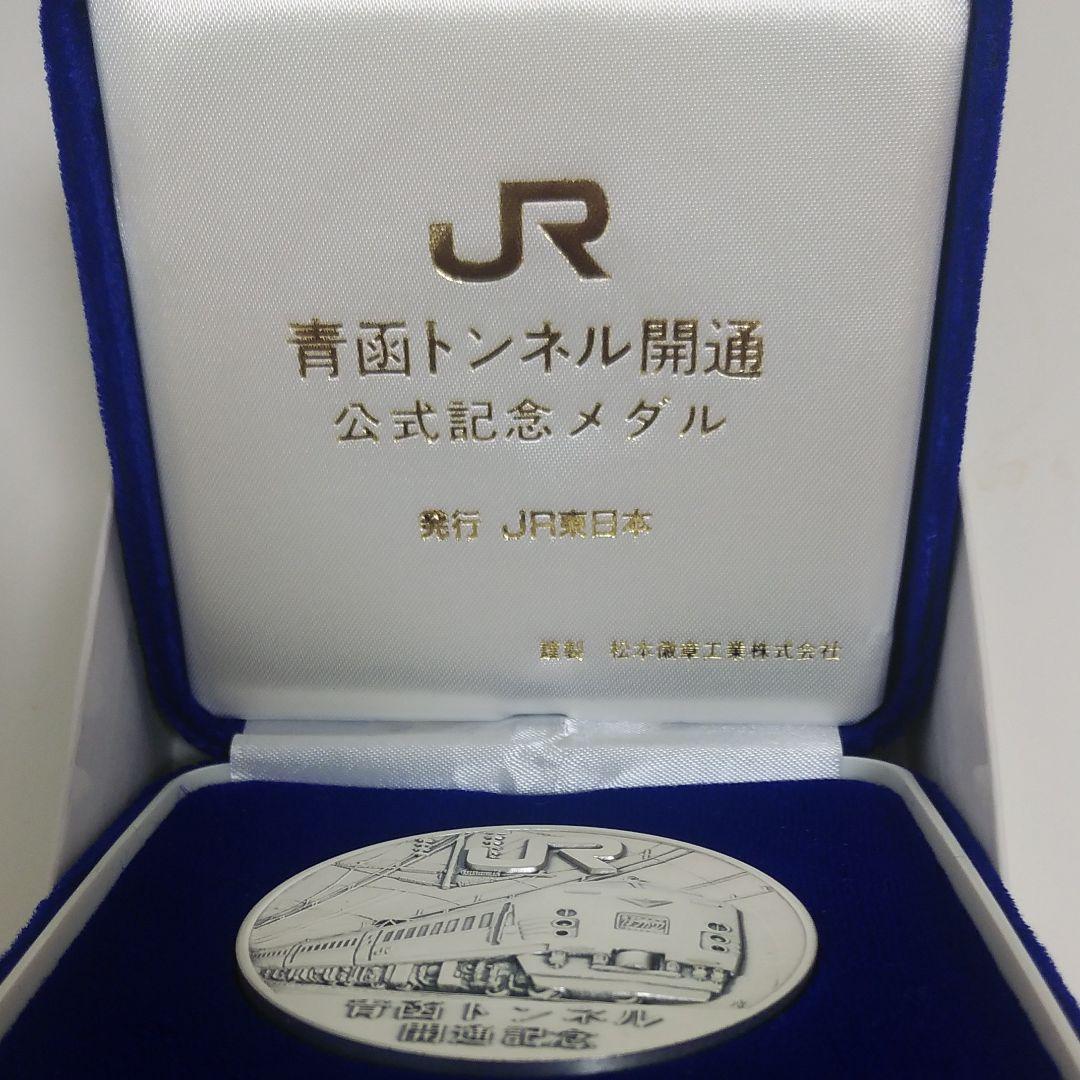 JR
青函トンネル開通
公式記念メダル
発行 JR東日本
謹製 松本徽章工業株式会社
JR
青函トンネル
開通記念